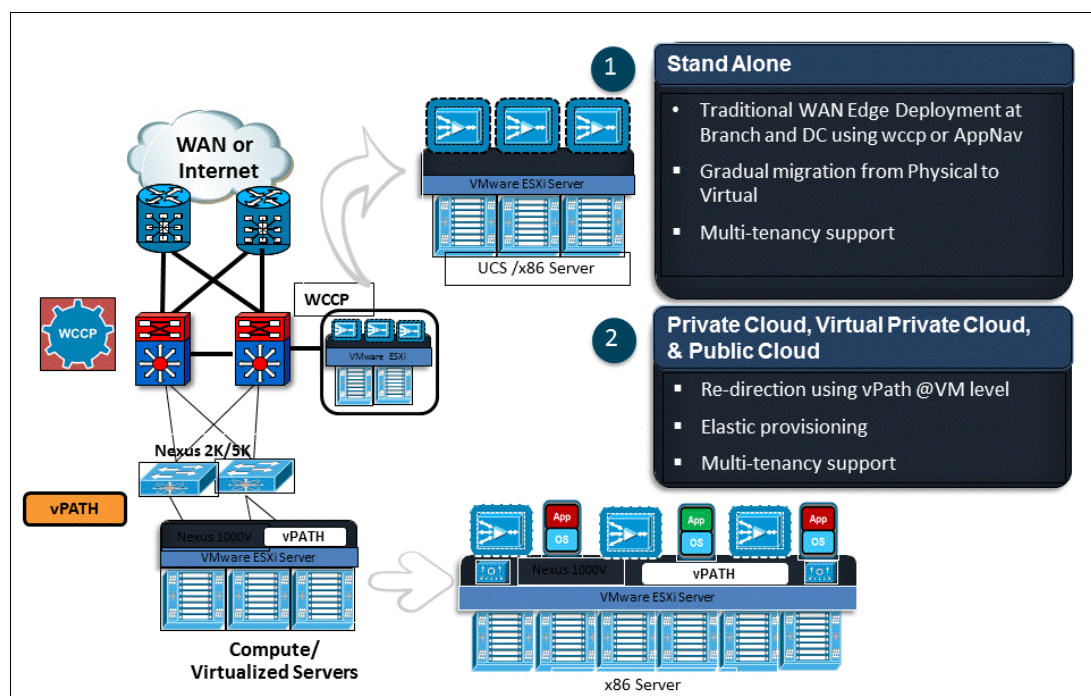 WAN or
Internet
WCCP
WCCP
VMware ESXi
Nexus 2K/5K
vPATH
Nexus 1000V
vPATH
VMware ESXi Server
Compute/
Virtualized Servers
VMware ESXi Server
UCS /x86 Server
1
Stand Alone
• Traditional WAN Edge Deployment at
Branch and DC using wccp or AppNav
▪ Gradual migration from Physical to
Virtual
▪ Multi-tenancy support
2
Private Cloud, Virtual Private Cloud,
& Public Cloud
▪ Re-direction using vPath @VM level
▪ Elastic provisioning
▪ Multi-tenancy support
App
OS
App
OS
App
OS
Nexus 1000V
vPATH
VMware ESXi Server
x86 Server